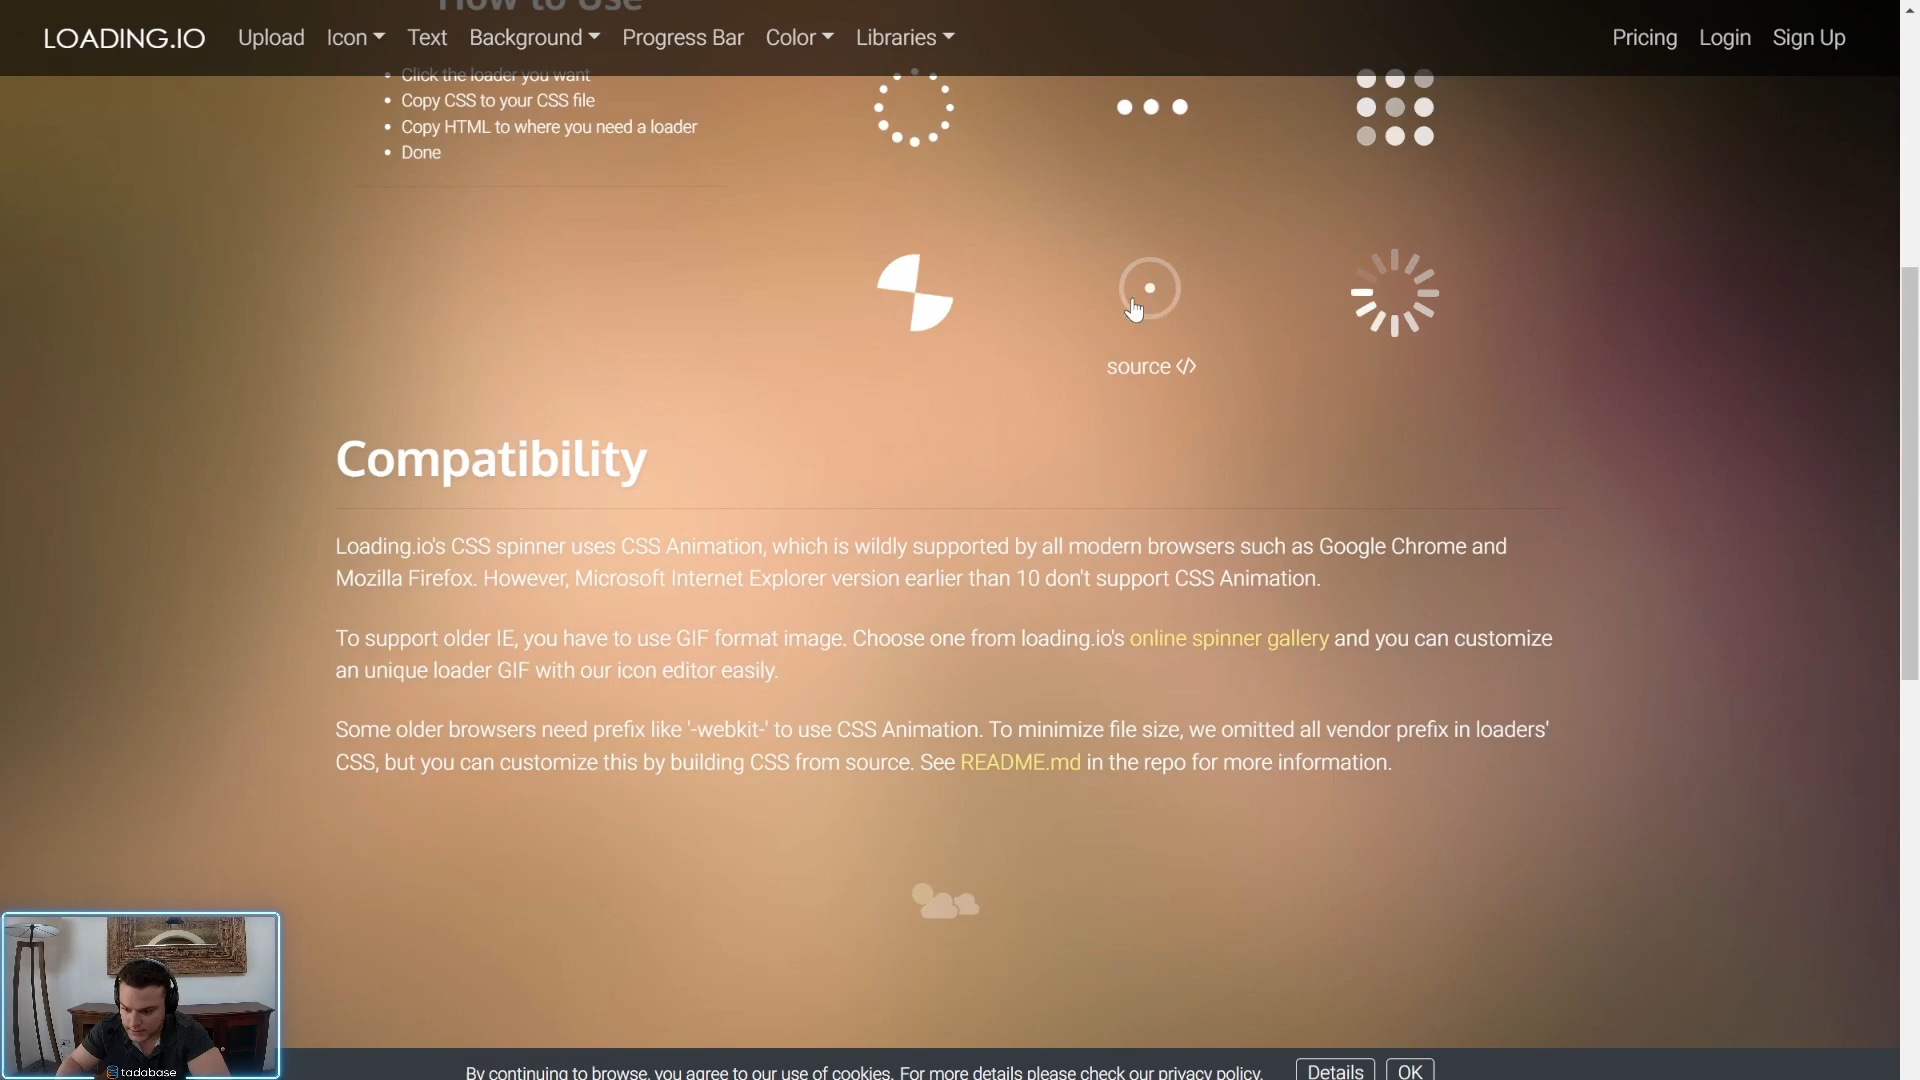 How to Use
LOADING.IO Upload Icon Text Background Progress Bar Color Libraries Pricing Login Sign Up
• Click the loader you want
• Copy CSS to your CSS file
• Copy HTML to where you need a loader
• Done
source </>
Compatibility
Loading.io's CSS spinner uses CSS Animation, which is wildly supported by all modern browsers such as Google Chrome and
Mozilla Firefox. However, Microsoft Internet Explorer version earlier than 10 don't support CSS Animation.
To support older IE, you have to use GIF format image. Choose one from loading.io's online spinner gallery and you can customize
an unique loader GIF with our icon editor easily.
Some older browsers need prefix like '-webkit-' to use CSS Animation. To minimize file size, we omitted all vendor prefix in loaders'
CSS, but you can customize this by building CSS from source. See README.md in the repo for more information.
tadabase
By continuing to browse, you agree to our use of cookies. For more details please check our privacy policy. Details OK